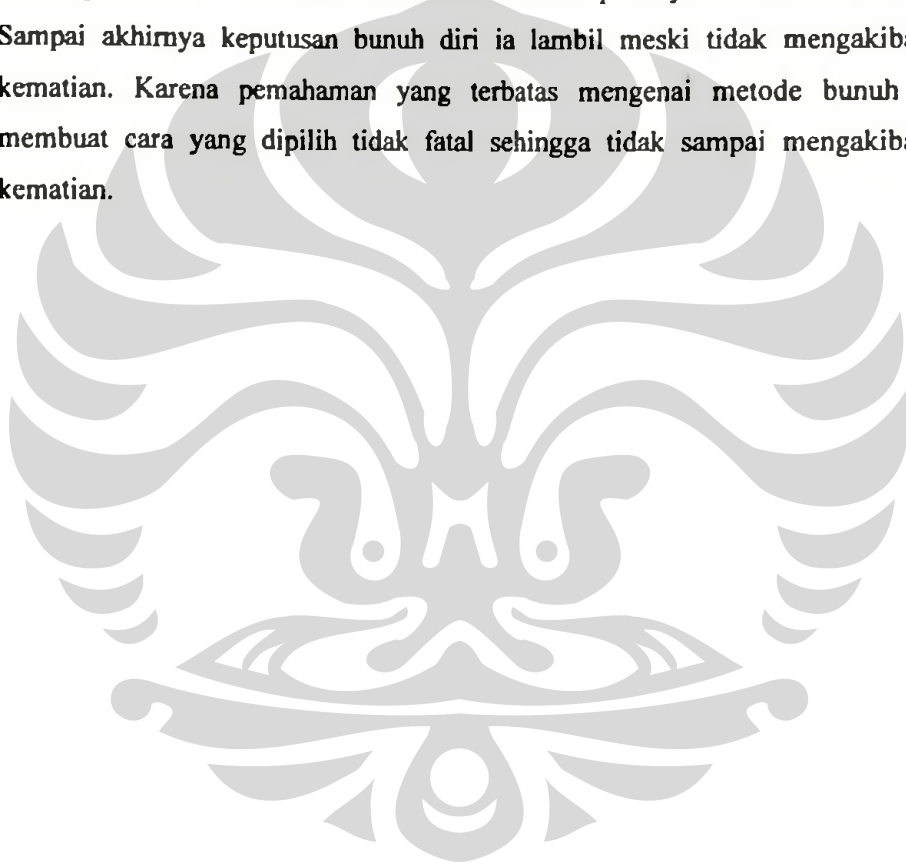 Sampai akhirnya keputusan bunuh diri ia lambil meski tidak
kematian. Karena pemahaman yang terbatas mengenai metode bunuh
membuat cara yang dipilih tidak fatal sehingga tidak sampai
kematian.